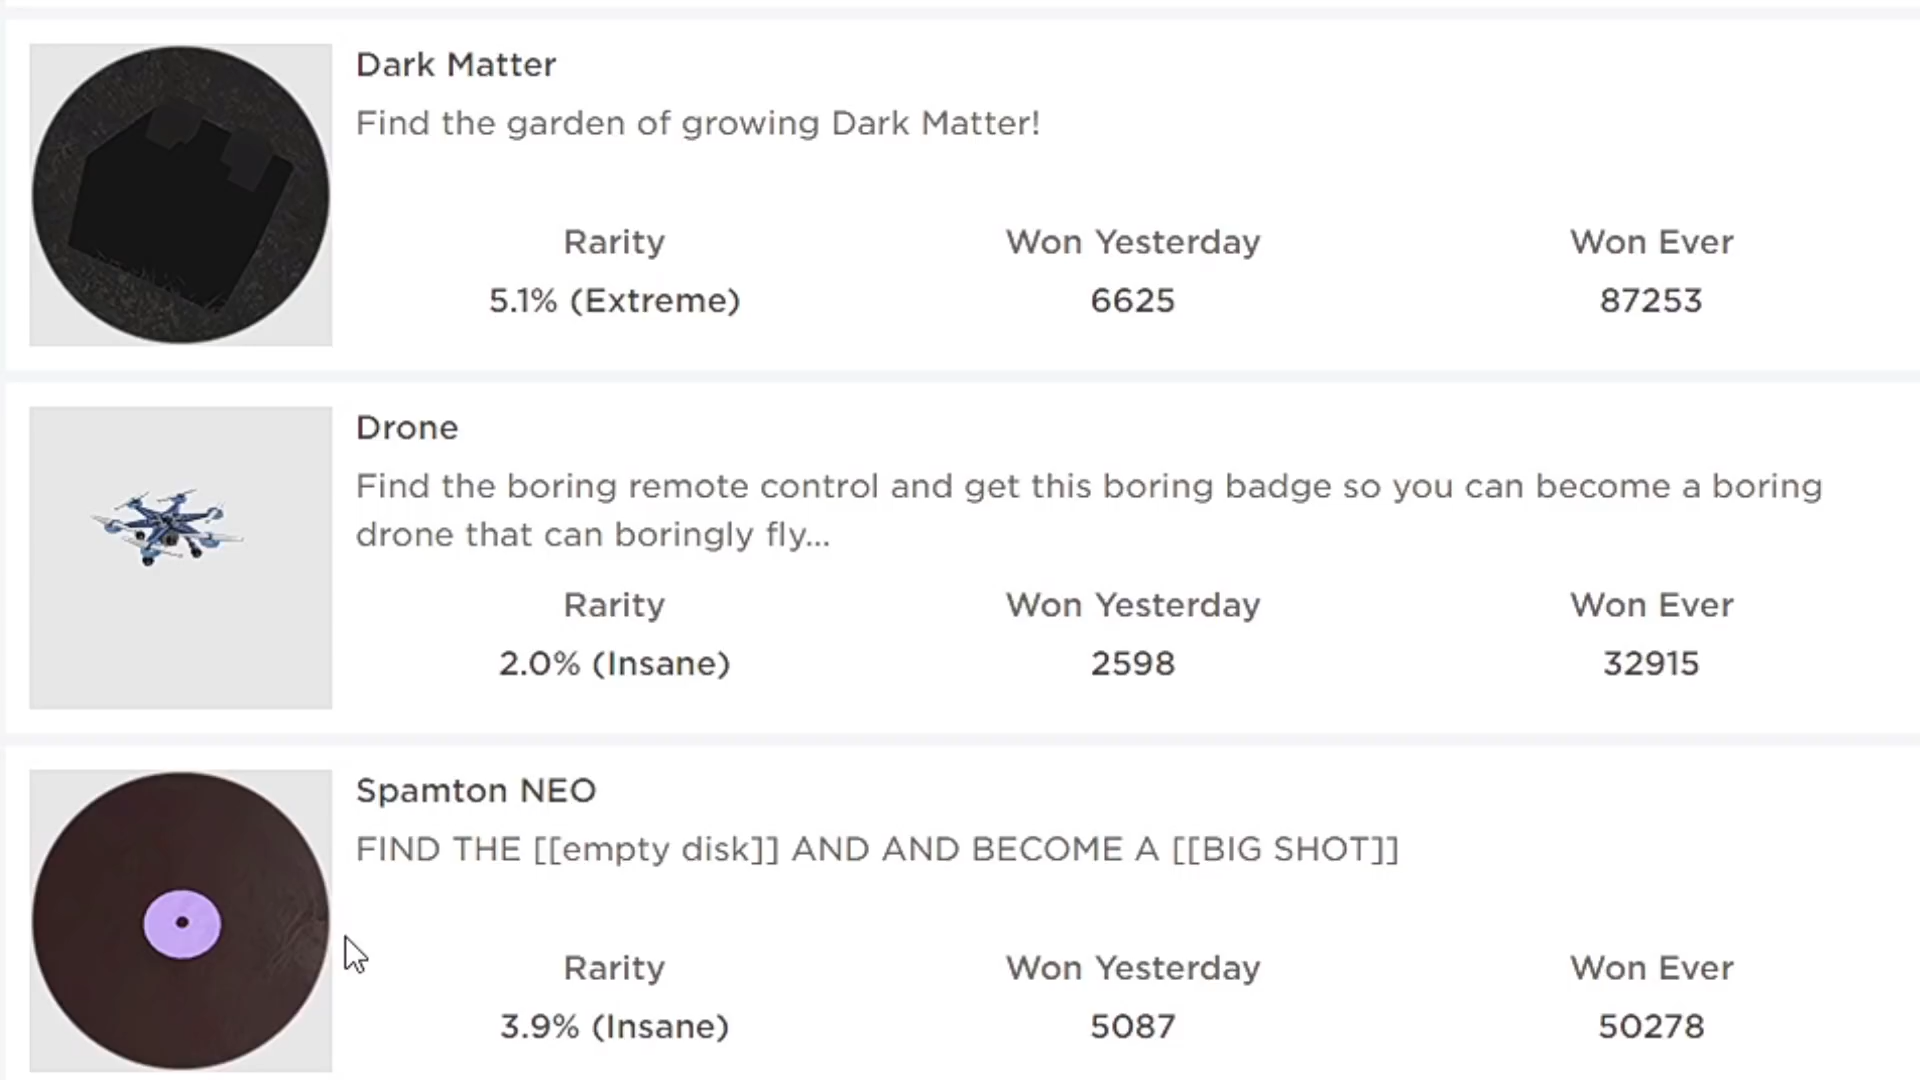 Dark Matter
Find the garden of growing Dark Matter!
Rarity Won Yesterday Won Ever
5.1% (Extreme) 6625 87253
Drone
Find the boring remote control and get this boring badge so you can become a boring
drone that can boringly fly...
Rarity Won Yesterday Won Ever
2.0% (Insane) 2598 32915
Spamton NEO
FIND THE [[empty disk]] AND AND BECOME A [[BIG SHOT]]
Rarity Won Yesterday Won Ever
3.9% (Insane) 5087 50278